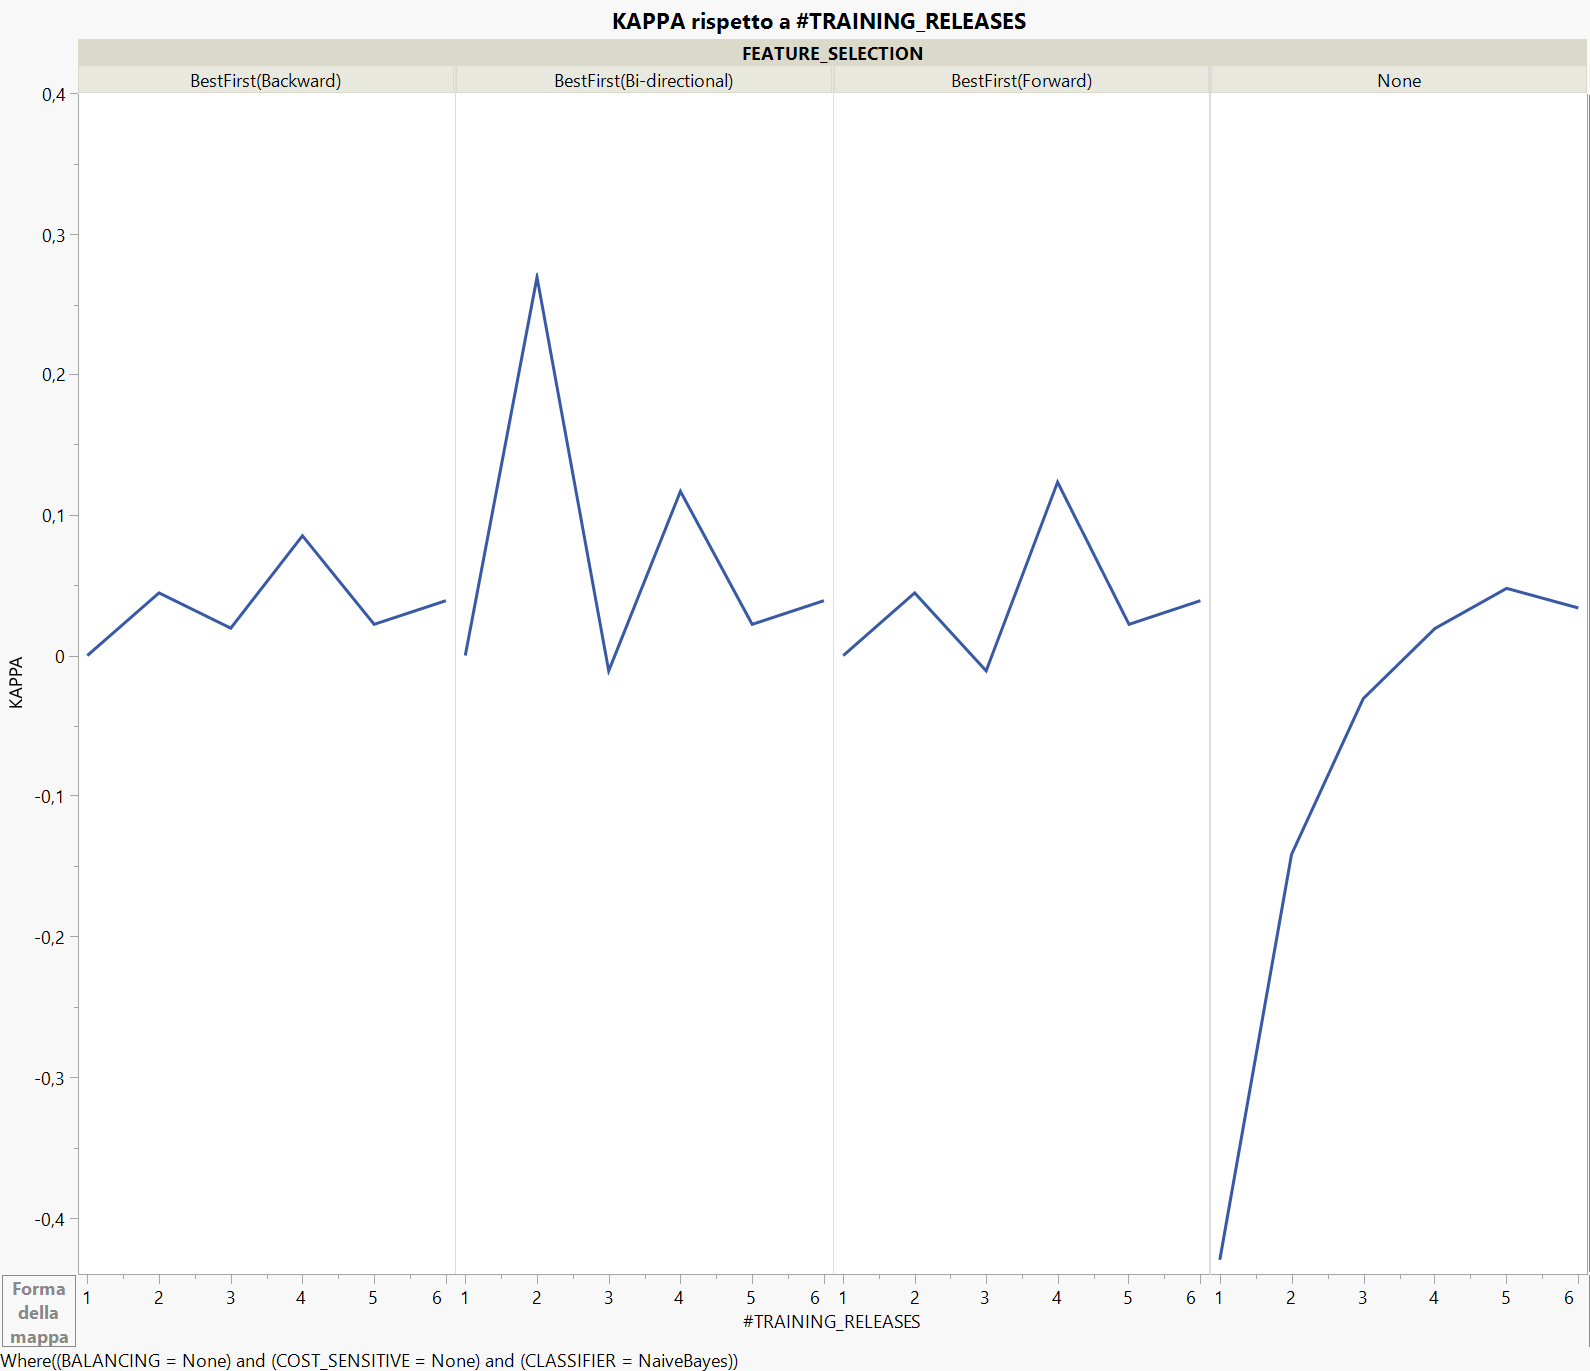 KAPPA rispetto a #TRAINING_RELEASES
FEATURE_SELECTION
BestFirst(Backward) BestFirst(Bi-directional) BestFirst(Forward) None
0,4
0,3
0,2
0,1
0
-0,1
-0,2
-0,3
-0,4
KAPPA
1 2 3 4 5 6 1 2 3 4 5 6 1 2 3 4 5 6 1 2 3 4 5 6
#TRAINING_RELEASES
Forma
della
mappa
Where((BALANCING = None) and (COST_SENSITIVE = None) and (CLASSIFIER = NaiveBayes))